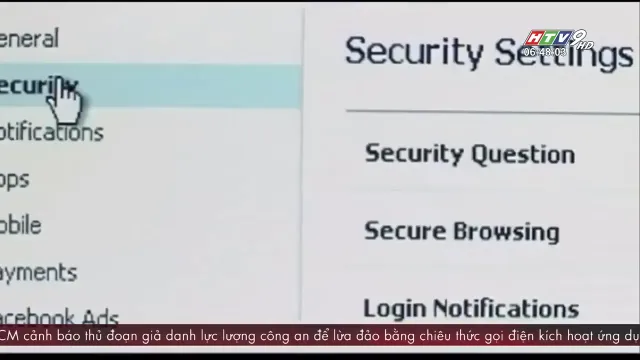 HTV9 HD
06:48:03
eneral
ecurity
otifications
ops
obile
ayments
acebook Ads
Security Settings
Security Question
Secure Browsing
Login Notifications
CM cảnh báo thủ đoạn giả danh lực lượng công an để lừa đảo bằng chiêu thức gọi điện kích hoạt ứng dụ